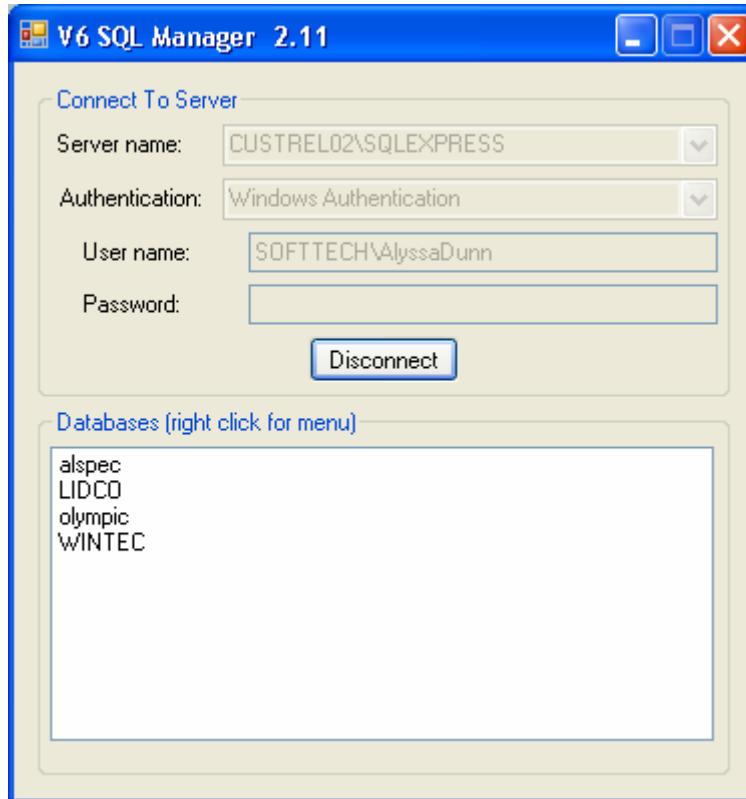 V6 SQL Manager 2.11
Connect To Server
Server name: CUSTREL02\SQLEXPRESS
Authentication: Windows Authentication
User name: SOFTTECH\AlyssaDunn
Password:
Disconnect
Databases (right click for menu)
alspec
LIDCO
olympic
WINTEC